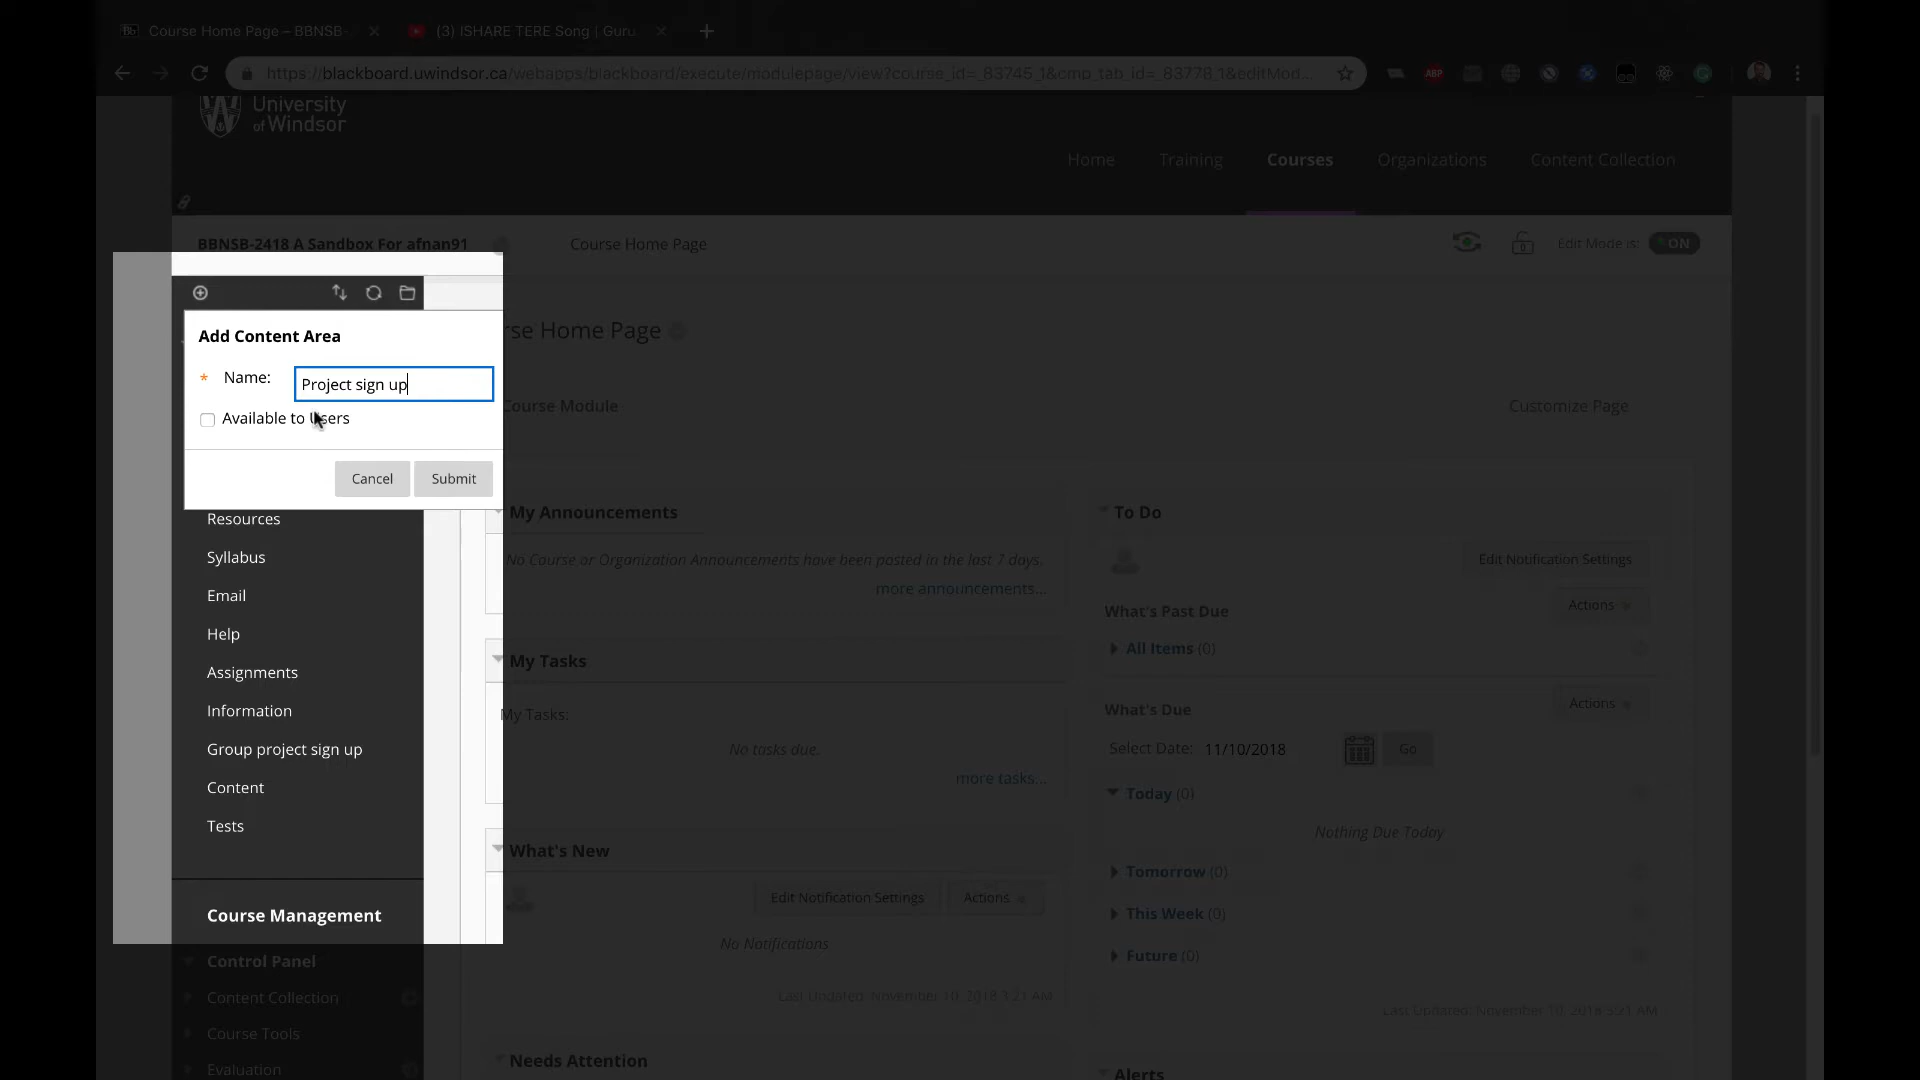 Course Home Page – BBNSB-
(3) ISHARE TERE Song | Guru
https://blackboard.uwindsor.ca/webapps/blackboard/execute/modulepage/view?course_id=_83745_1&cmp_tab_id=_83778_1&editMod...
ABP
University
of Windsor
Home
Training
Courses
Organizations
Content Collection
BBNSB-2418 A Sandbox For afnan91
Course Home Page
Edit Mode is:
ON
Add Content Area
* Name:
Project sign up
Available to Users
Cancel
Submit
rse Home Page
Course Module
Customize Page
Resources
Syllabus
Email
Help
Assignments
Information
Group project sign up
Content
Tests
Course Management
Control Panel
Content Collection
Course Tools
Evaluation
My Announcements
No Course or Organization Announcements have been posted in the last 7 days.
more announcements...
My Tasks
My Tasks:
No tasks due.
more tasks...
What's New
Edit Notification Settings
Actions
No Notifications
Last Updated: November 10, 2018 3:21 AM
Needs Attention
To Do
Edit Notification Settings
What's Past Due
Actions
All Items (0)
What's Due
Actions
Select Date:
11/10/2018
Go
Today (0)
Nothing Due Today
Tomorrow (0)
This Week (0)
Future (0)
Last Updated: November 10, 2018 3:21 AM
Alerts